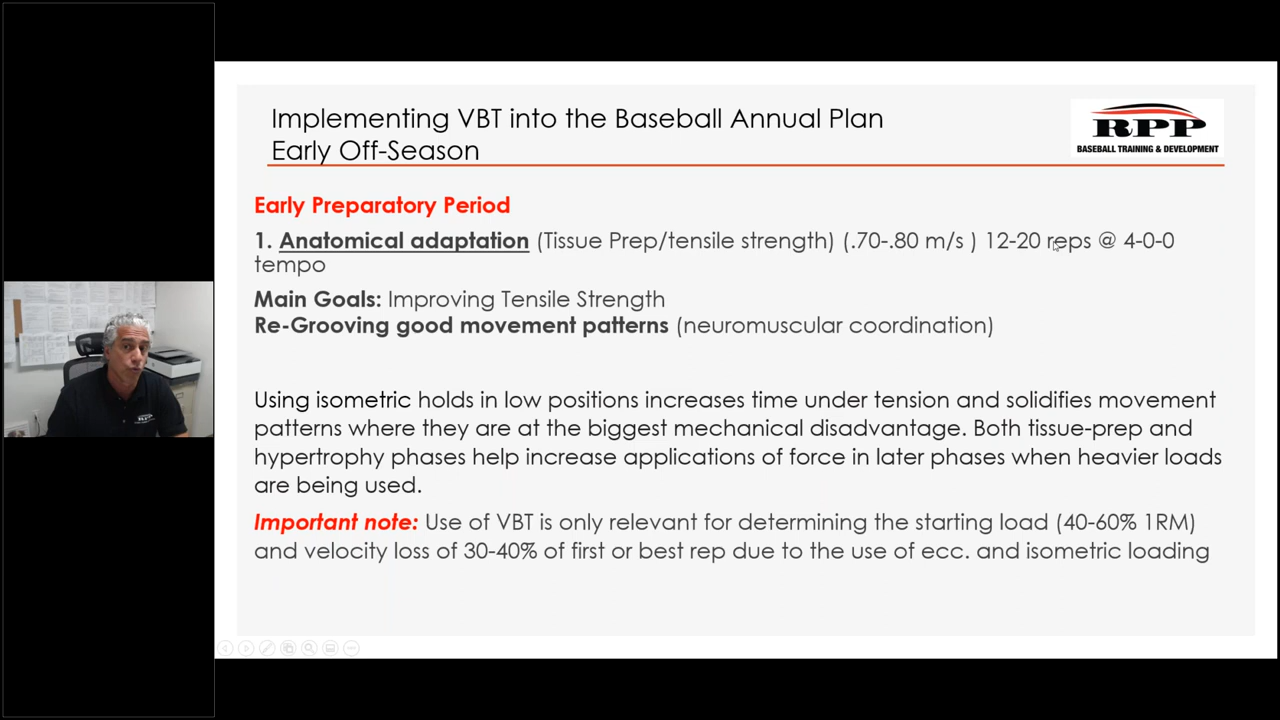 Implementing VBT into the Baseball Annual Plan
Early Off-Season
RPP
BASEBALL TRAINING & DEVELOPMENT
Early Preparatory Period
1. Anatomical adaptation (Tissue Prep/tensile strength) (.70-.80 m/s ) 12-20 reps @ 4-0-0
tempo
Main Goals: Improving Tensile Strength
Re-Grooving good movement patterns (neuromuscular coordination)
Using isometric holds in low positions increases time under tension and solidifies movement
patterns where they are at the biggest mechanical disadvantage. Both tissue-prep and
hypertrophy phases help increase applications of force in later phases when heavier loads
are being used.
Important note: Use of VBT is only relevant for determining the starting load (40-60% 1RM)
and velocity loss of 30-40% of first or best rep due to the use of ecc. and isometric loading